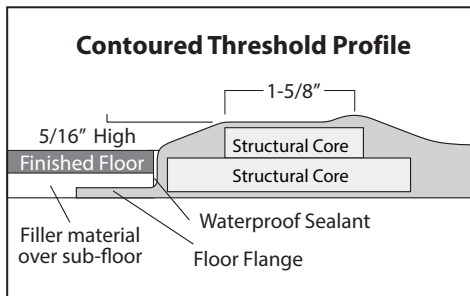 Contoured Threshold Profile
1-5/8”
5/16” High
Finished Floor
Structural Core
Structural Core
Waterproof Sealant
Filler material
over sub-floor
Floor Flange